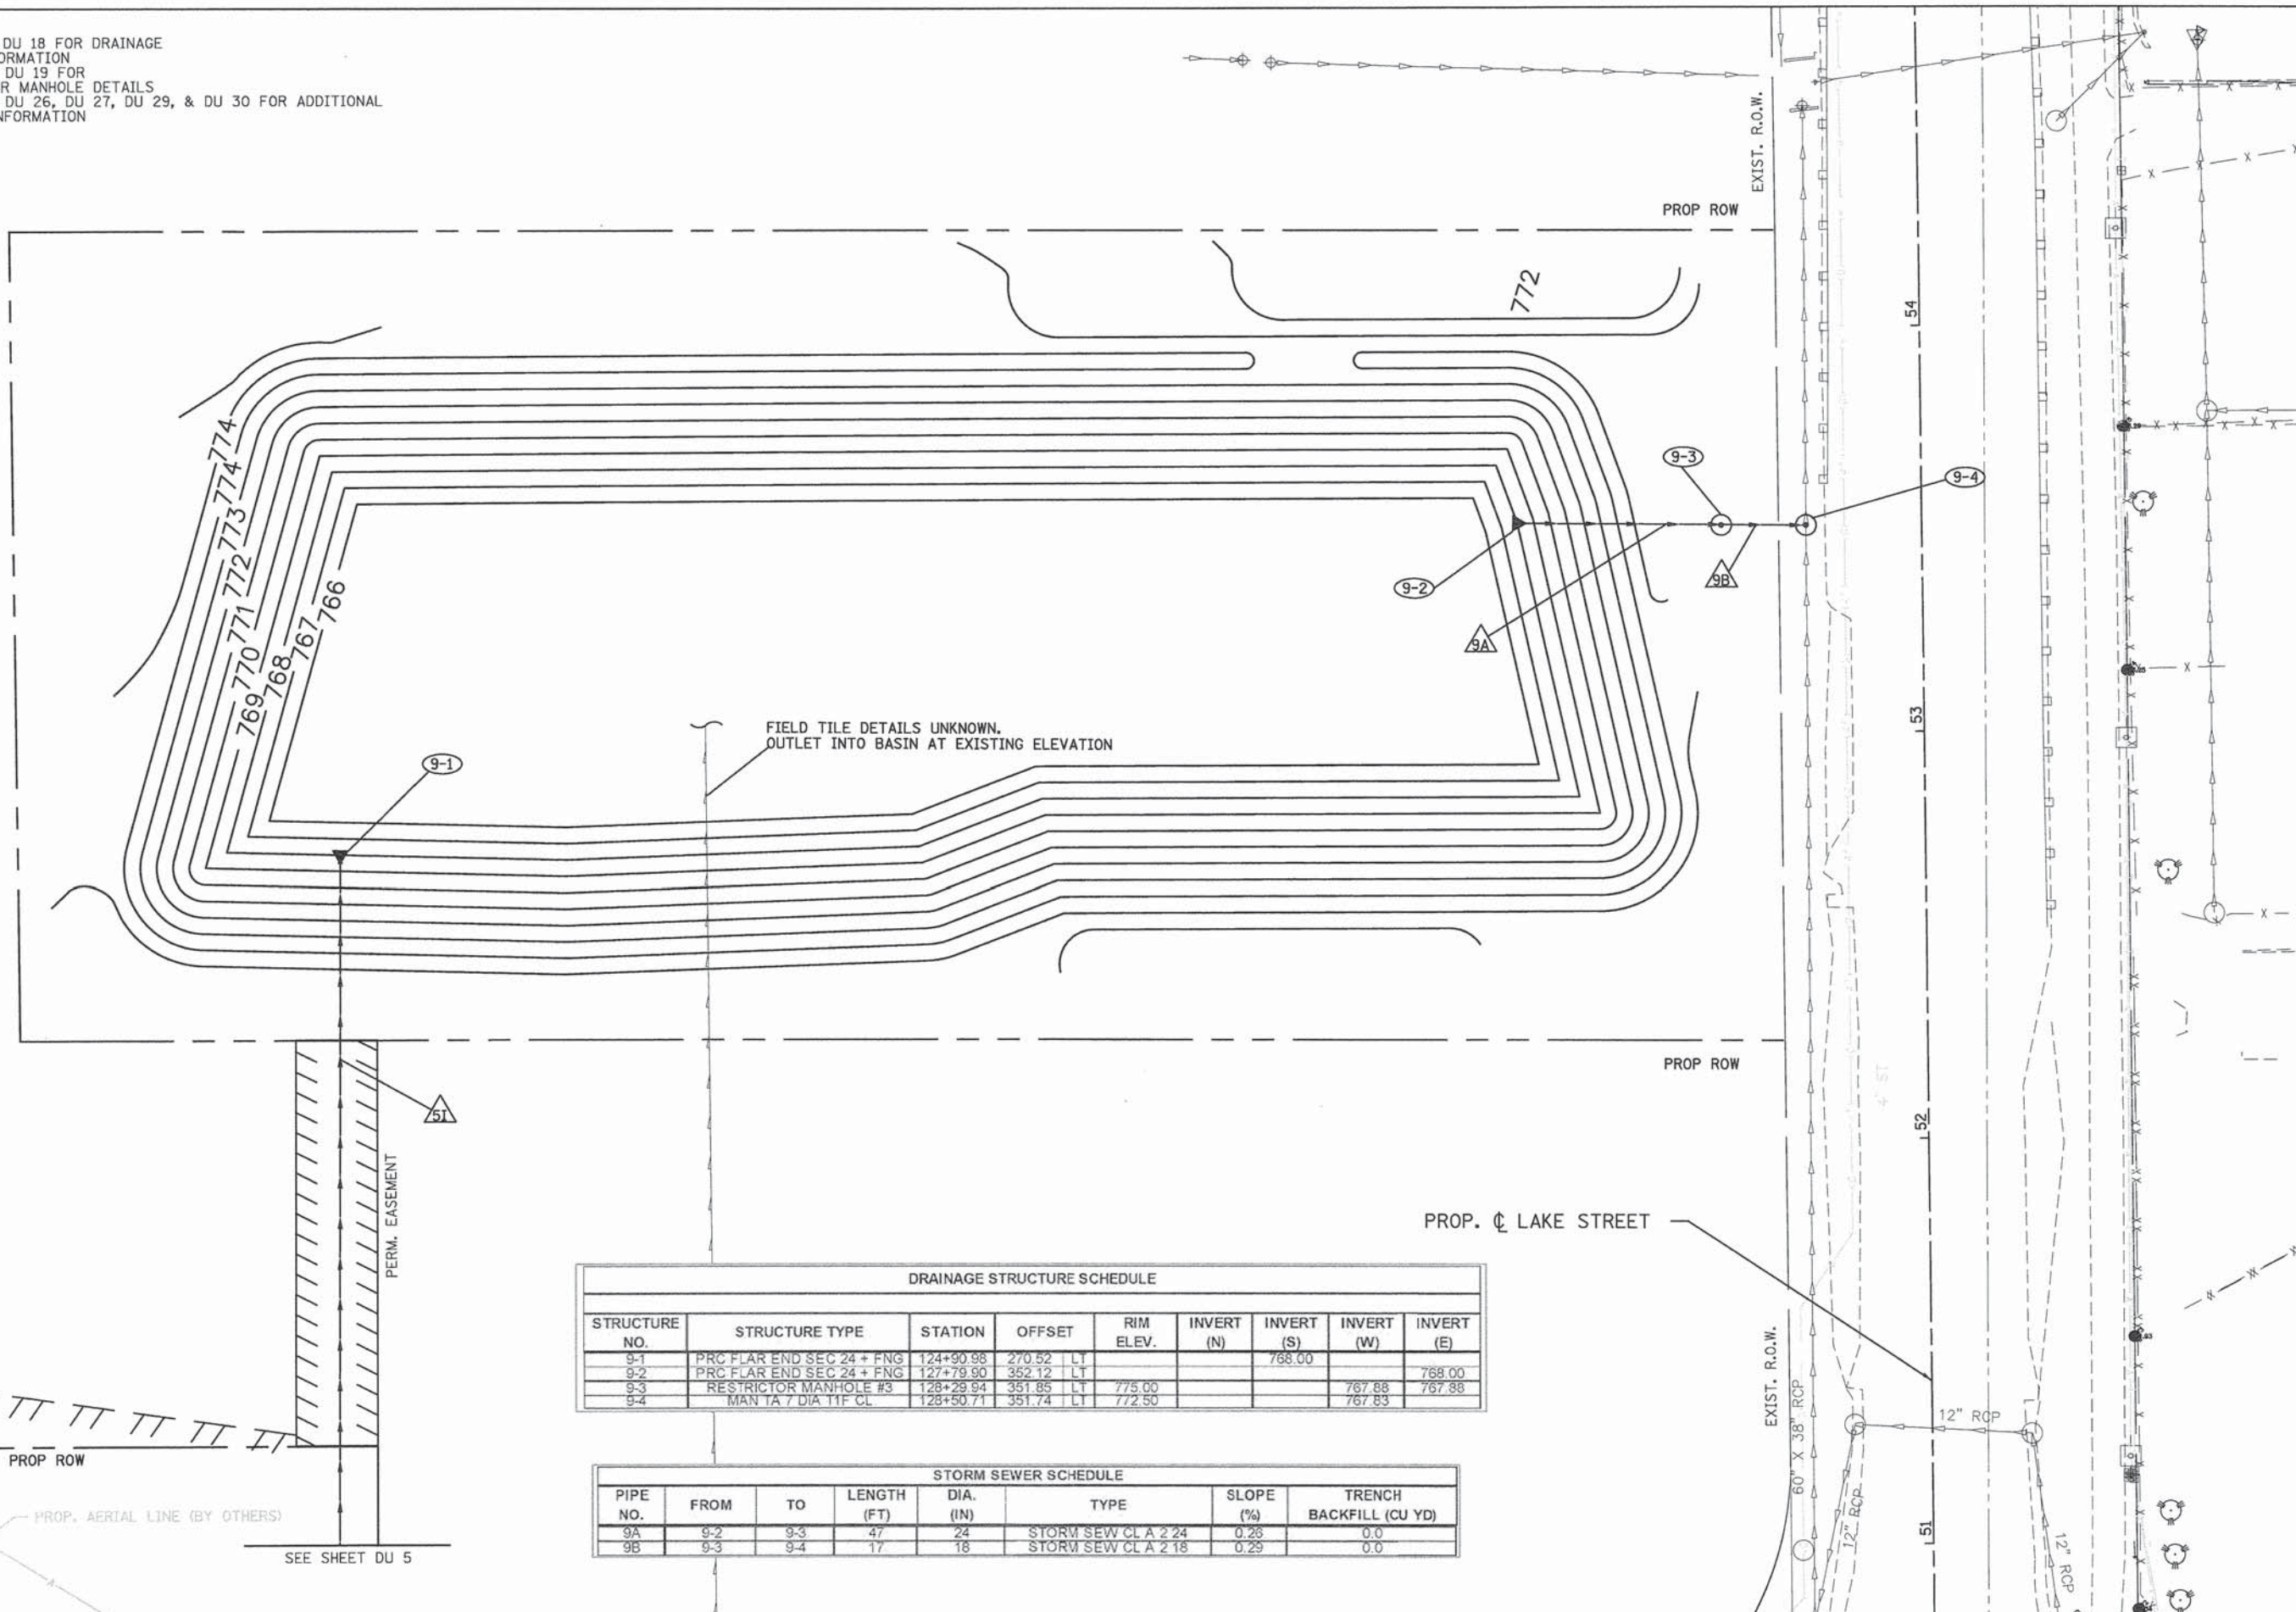 DU 18 FOR DRAINAGE
ORMATION
DU 19 FOR
R MANHOLE DETAILS
DU 26, DU 27, DU 29, & DU 30 FOR ADDITIONAL
NFORMATION
EXIST. R.O.W.
PROP ROW
772
54
774
774
773
772
771
770
769
768
767
766
9-3
9-4
9-2
9B
9A
53
FIELD TILE DETAILS UNKNOWN.
OUTLET INTO BASIN AT EXISTING ELEVATION
9-1
PROP ROW
4" ST
5I
52
PERM. EASEMENT
PROP. ℄ LAKE STREET
DRAINAGE STRUCTURE SCHEDULE
STRUCTURE NO. STRUCTURE TYPE STATION OFFSET RIM ELEV. INVERT (N) INVERT (S) INVERT (W) INVERT (E)
9-1 PRC FLAR END SEC 24 + FNG 124+90.98 270.52 LT 768.00
9-2 PRC FLAR END SEC 24 + FNG 127+79.90 352.12 LT 768.00
9-3 RESTRICTOR MANHOLE #3 128+29.94 351.85 LT 775.00 767.88 767.88
9-4 MAN TA 7 DIA T1F CL 128+50.71 351.74 LT 772.50 767.83
EXIST. R.O.W.
60" X 38" RCP
12" RCP
12" RCP
12" RCP
51
PROP ROW
STORM SEWER SCHEDULE
PIPE NO. FROM TO LENGTH (FT) DIA. (IN) TYPE SLOPE (%) TRENCH BACKFILL (CU YD)
9A 9-2 9-3 47 24 STORM SEW CL A 2 24 0.26 0.0
9B 9-3 9-4 17 18 STORM SEW CL A 2 18 0.29 0.0
PROP. AERIAL LINE (BY OTHERS)
SEE SHEET DU 5